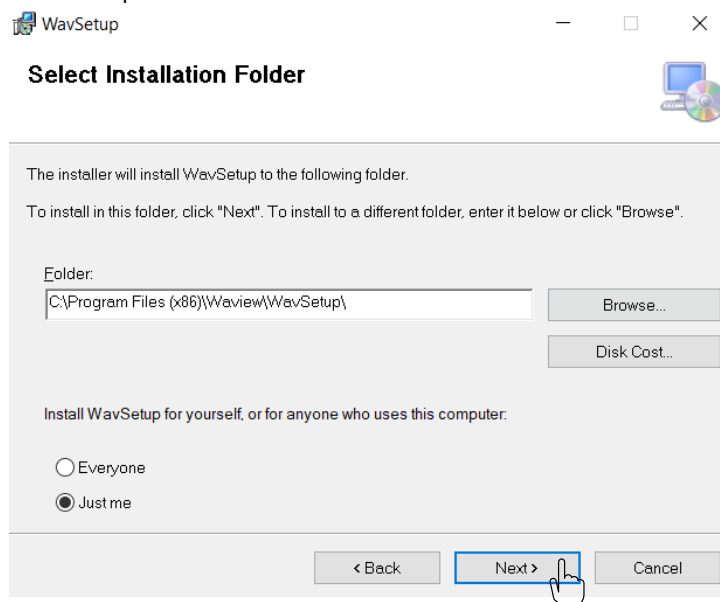 WavSetup
Select Installation Folder
The installer will install WavSetup to the following folder.
To install in this folder, click "Next". To install to a different folder, enter it below or click "Browse".
Folder:
C:\Program Files (x86)\Waview\WavSetup\
Browse...
Disk Cost...
Install WavSetup for yourself, or for anyone who uses this computer:
Everyone
Just me
< Back
Next >
Cancel